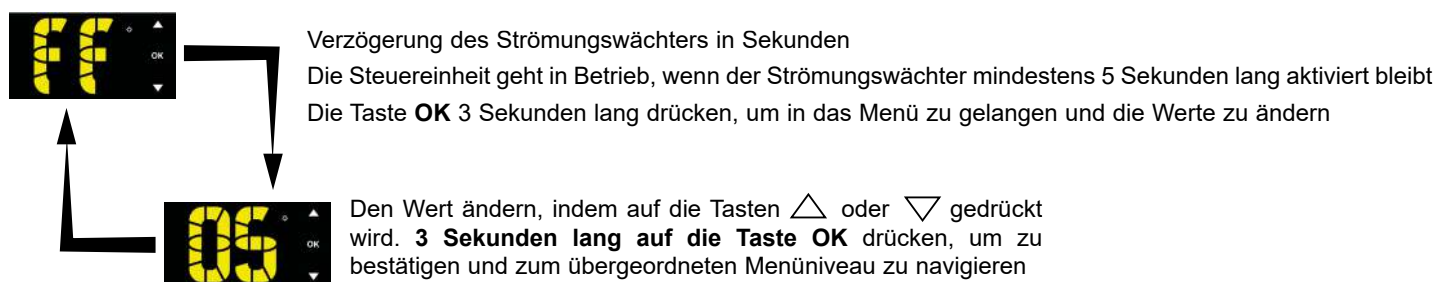 FF
OK
Verzögerung des Strömungswächters in Sekunden
Die Steuereinheit geht in Betrieb, wenn der Strömungswächter mindestens 5 Sekunden lang aktiviert bleibt
Die Taste OK 3 Sekunden lang drücken, um in das Menü zu gelangen und die Werte zu ändern
05
OK
Den Wert ändern, indem auf die Tasten △ oder ▽ gedrückt
wird. 3 Sekunden lang auf die Taste OK drücken, um zu
bestätigen und zum übergeordneten Menüniveau zu navigieren